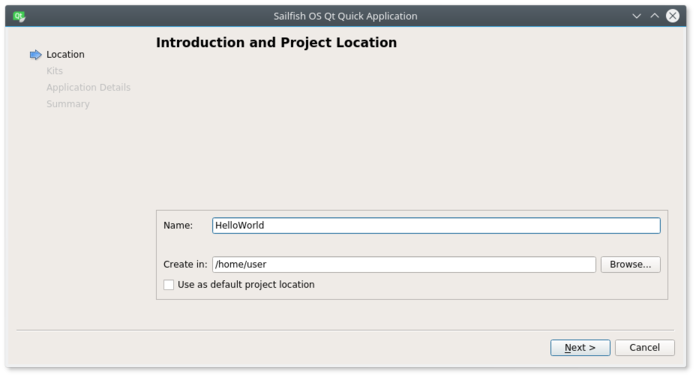 Sailfish OS Qt Quick Application
Introduction and Project Location
Location
Kits
Application Details
Summary
Name: HelloWorld
Create in: /home/user Browse...
Use as default project location
Next > Cancel